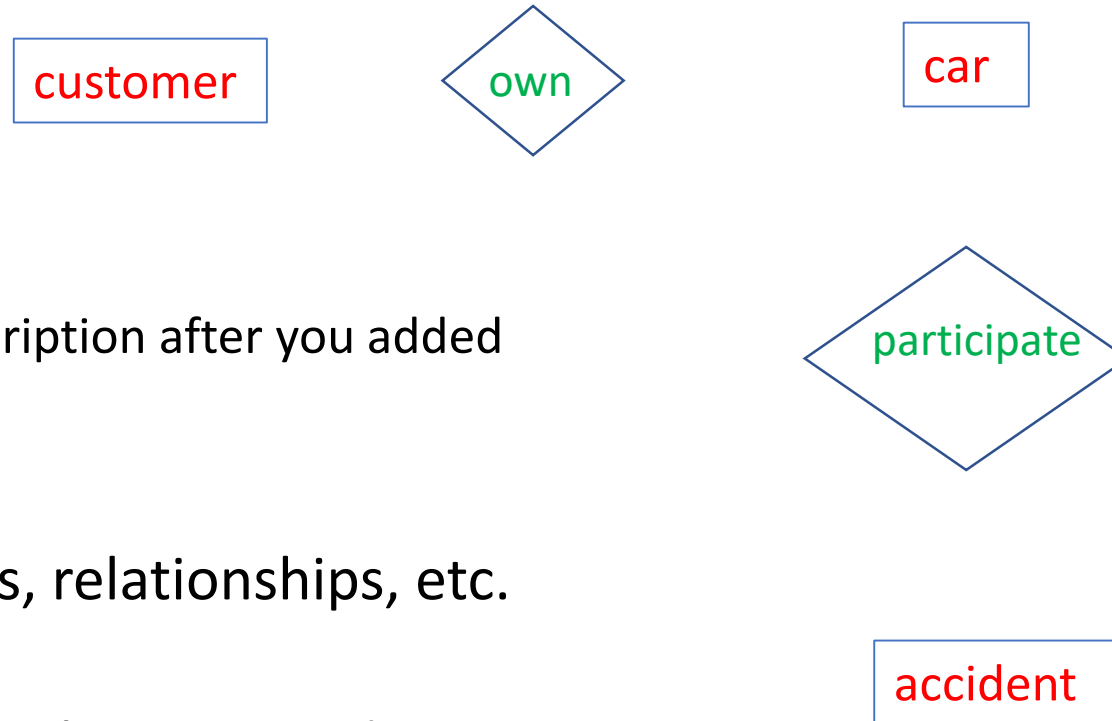 customer
own
car
ription after you added
participate
s, relationships, etc.
accident